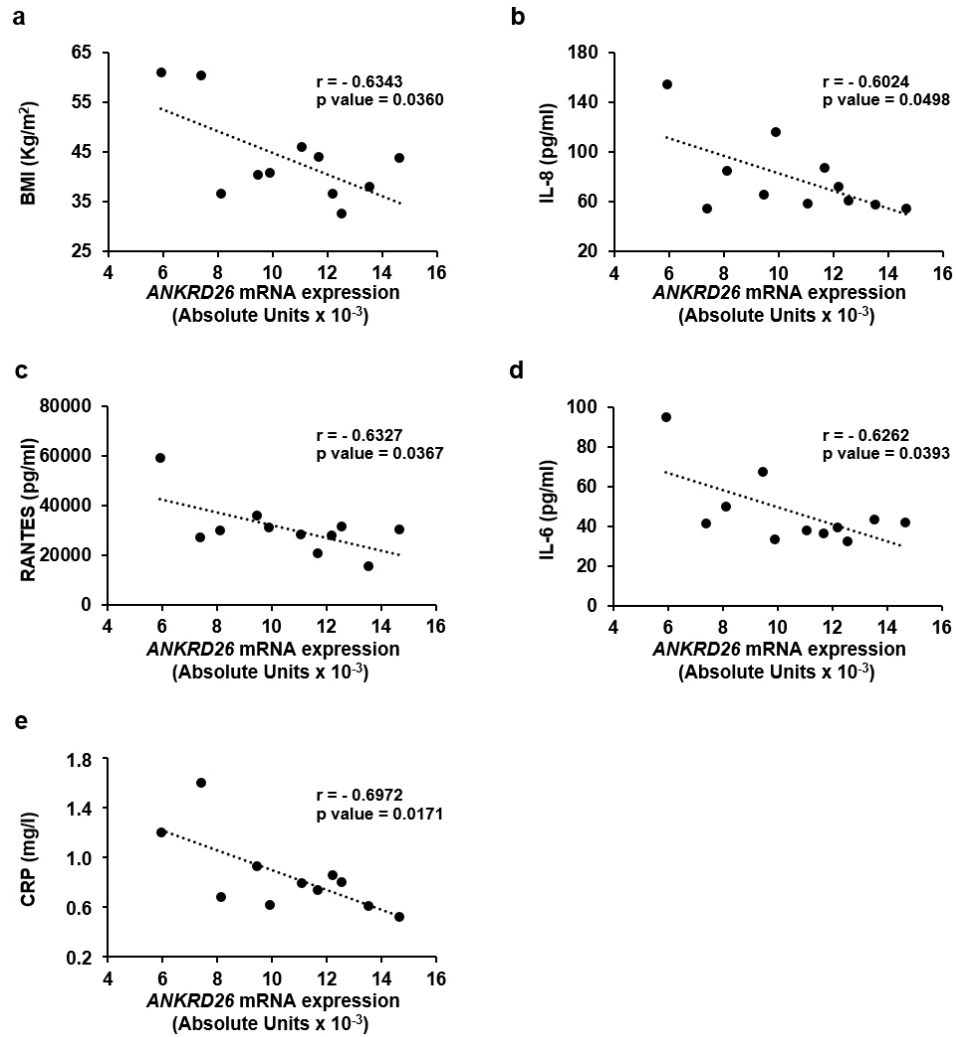 a
65
55
45
35
25
BMI (Kg/m²)
r = - 0.6343
p value = 0.0360
4 6 8 10 12 14 16
ANKRD26 mRNA expression
(Absolute Units x 10⁻³)
b
180
140
100
60
20
IL-8 (pg/ml)
r = - 0.6024
p value = 0.0498
4 6 8 10 12 14 16
ANKRD26 mRNA expression
(Absolute Units x 10⁻³)
c
80000
60000
40000
20000
0
RANTES (pg/ml)
r = - 0.6327
p value = 0.0367
4 6 8 10 12 14 16
ANKRD26 mRNA expression
(Absolute Units x 10⁻³)
d
100
80
60
40
20
0
IL-6 (pg/ml)
r = - 0.6262
p value = 0.0393
4 6 8 10 12 14 16
ANKRD26 mRNA expression
(Absolute Units x 10⁻³)
e
1.8
1.4
1.0
0.6
0.2
CRP (mg/l)
r = - 0.6972
p value = 0.0171
4 6 8 10 12 14 16
ANKRD26 mRNA expression
(Absolute Units x 10⁻³)